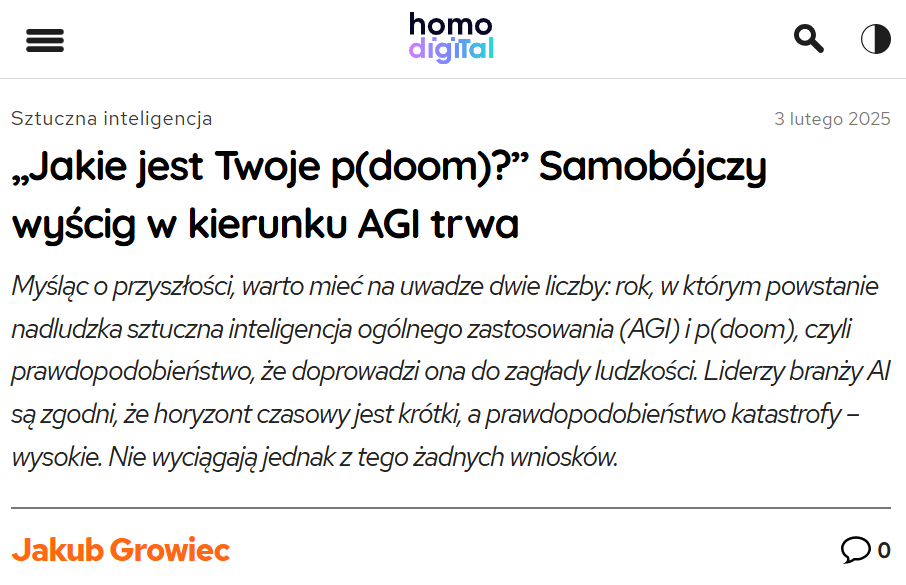 homo
digital
Sztuczna inteligencja
3 lutego 2025
„Jakie jest Twoje p(doom)?” Samobójczy
wyścig w kierunku AGI trwa
Myśląc o przyszłości, warto mieć na uwadze dwie liczby: rok, w którym powstanie
nadludzka sztuczna inteligencja ogólnego zastosowania (AGI) i p(doom), czyli
prawdopodobieństwo, że doprowadzi ona do zagłady ludzkości. Liderzy branży AI
są zgodni, że horyzont czasowy jest krótki, a prawdopodobieństwo katastrofy –
wysokie. Nie wyciągają jednak z tego żadnych wniosków.
Jakub Growiec
0